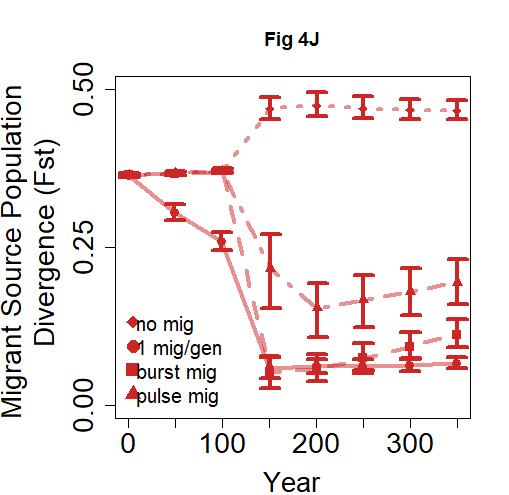 Fig 4J
Migrant Source Population
Divergence (Fst)
0.50
0.25
0.00
no mig
1 mig/gen
burst mig
pulse mig
0
100
200
300
Year